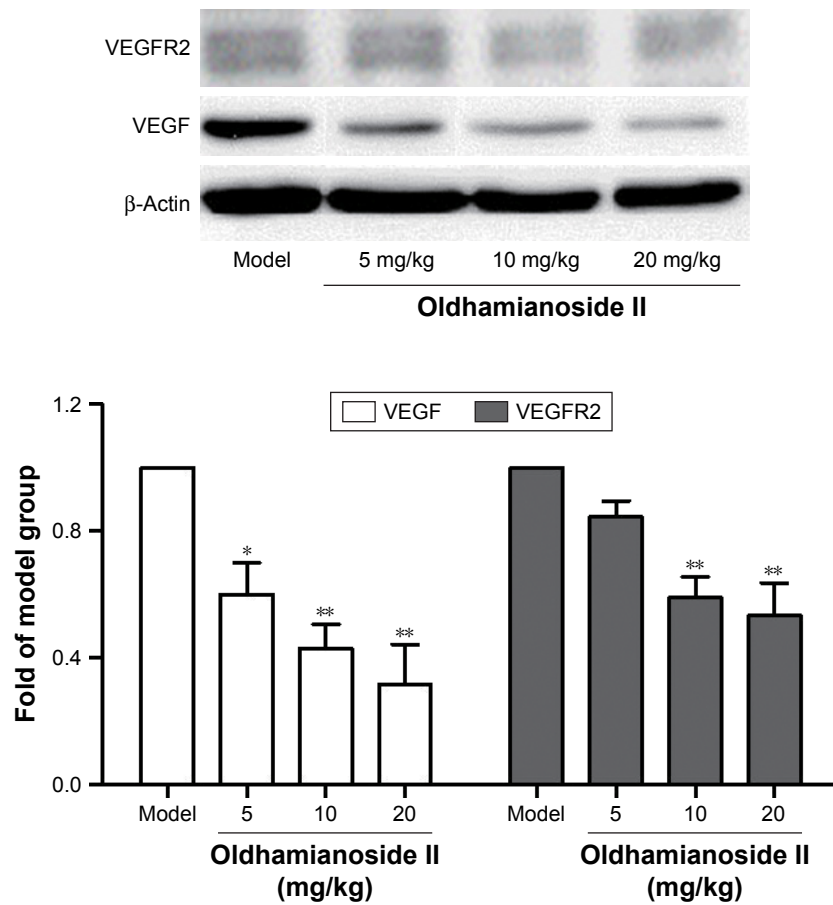 VEGFR2
VEGF
β-Actin
Model 5 mg/kg 10 mg/kg 20 mg/kg
Oldhamianoside II
VEGF VEGFR2
Fold of model group
1.2
0.8
0.4
0.0
* ** ** ** **
Model 5 10 20 Model 5 10 20
Oldhamianoside II Oldhamianoside II
(mg/kg) (mg/kg)